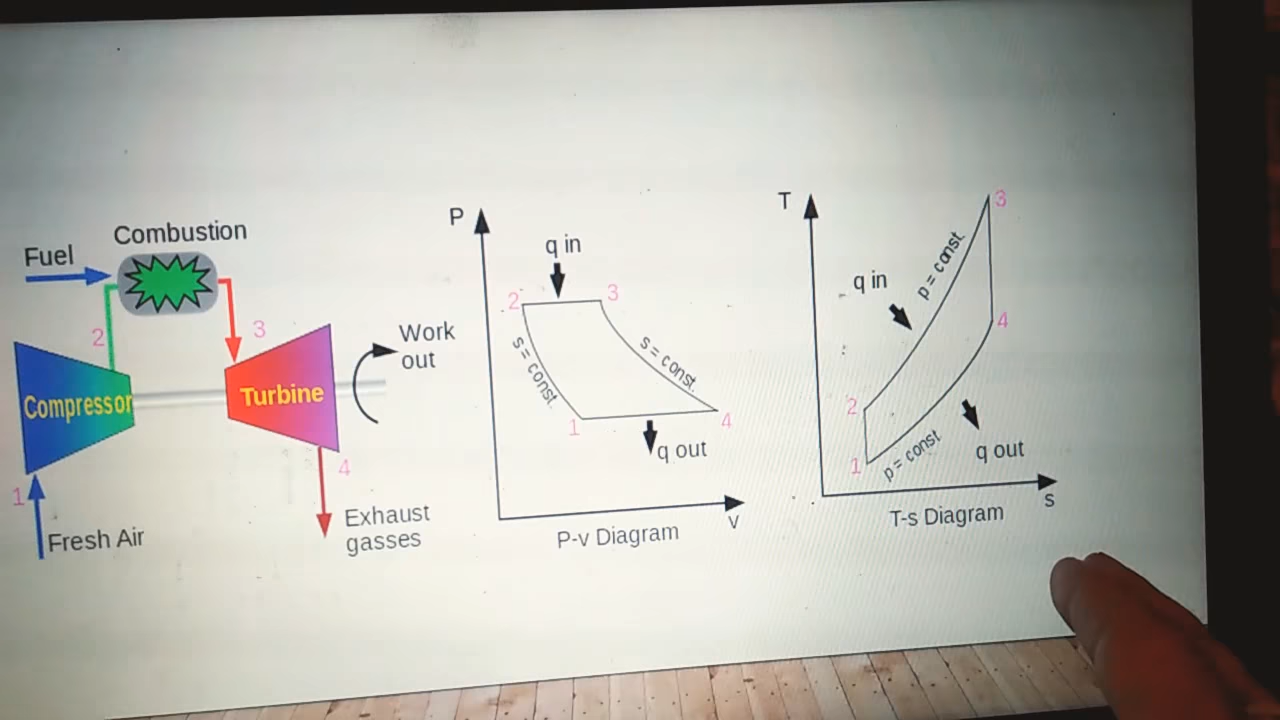 Combustion
Fuel
2
3
Compressor
Turbine
Work
out
1
4
Fresh Air
Exhaust
gasses
P
q in
2
3
s = const.
s = const.
1
4
q out
v
P-v Diagram
T
3
p = const.
q in
4
2
1
p = const
q out
s
T-s Diagram